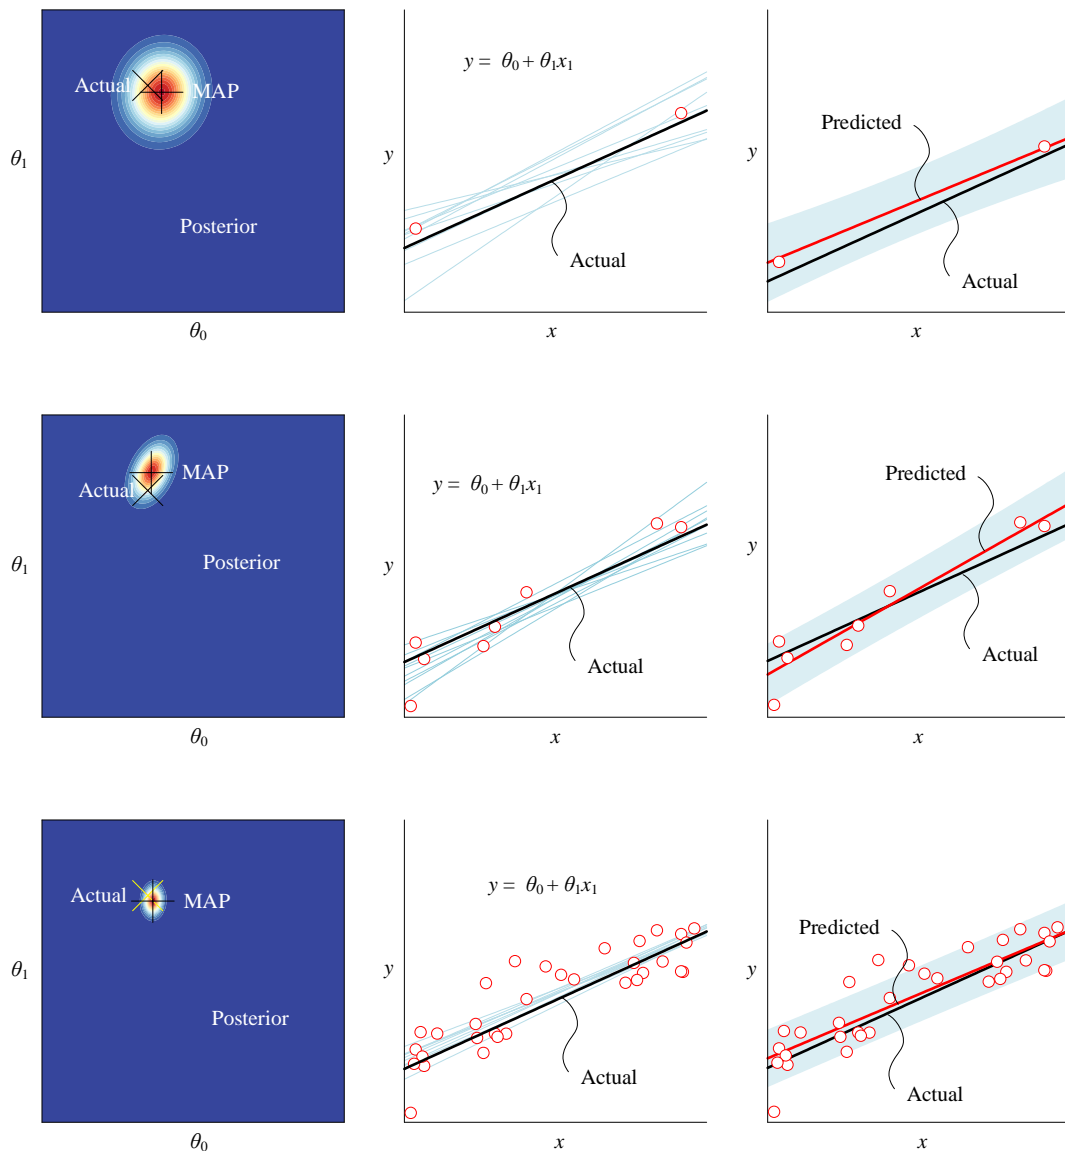 Actual
MAP
Posterior
θ₁
θ₀
y = θ₀ + θ₁x₁
y
Actual
x
Predicted
y
Actual
x
MAP
Actual
Posterior
θ₁
θ₀
y = θ₀ + θ₁x₁
y
Actual
x
Predicted
y
Actual
x
Actual
MAP
Posterior
θ₁
θ₀
y = θ₀ + θ₁x₁
y
Actual
x
Predicted
y
Actual
x